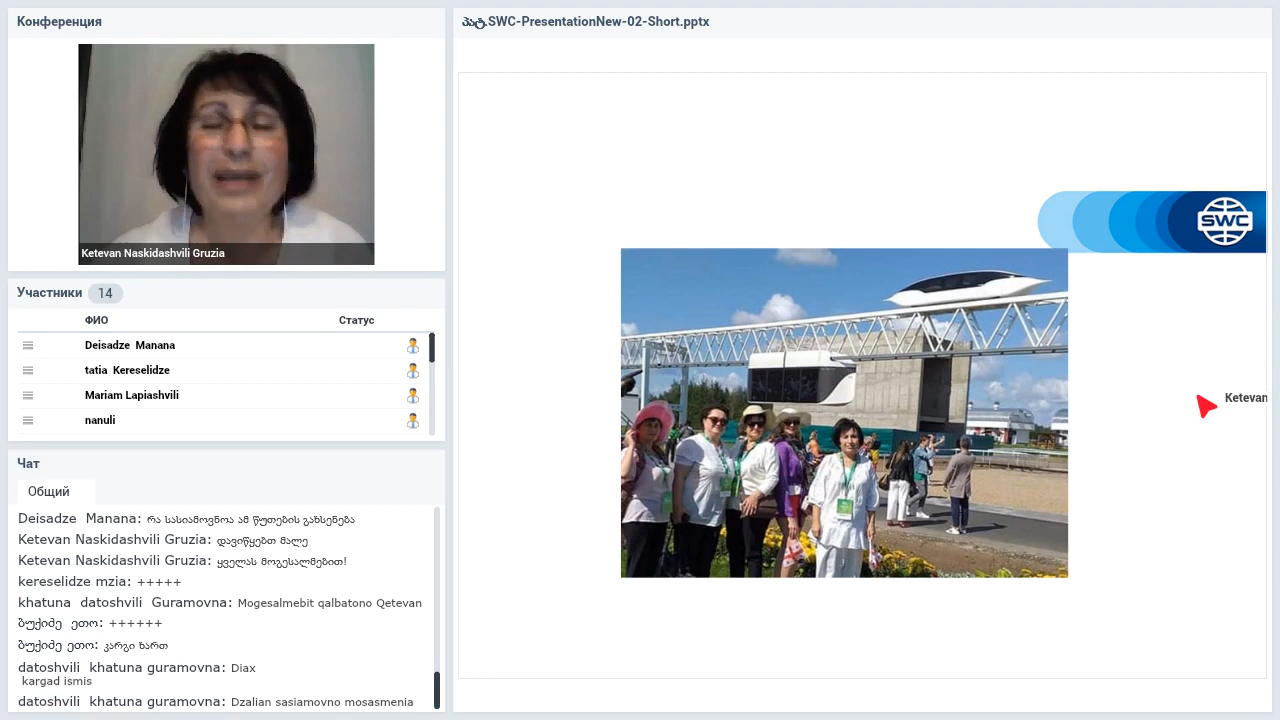 Конференция
Ketevan Naskidashvili Gruzia
Участники 14
ФИО Статус
Deisadze Manana
tatia Kereselidze
Mariam Lapiashvili
nanuli
Чат
Общий
Deisadze Manana: რა სასიამოვნოა ამ წუთების გახსენება
Ketevan Naskidashvili Gruzia: დავიწყებთ მალე
Ketevan Naskidashvili Gruzia: ყველას მოგესალმებით!
kereselidze mzia: +++++
khatuna datoshvili Guramovna: Mogesalmebit qalbatono Qetevan
ბუქიძე ეთო: ++++++
ბუქიძე ეთო: კარგი ხართ
datoshvili khatuna guramovna: Diax
kargad ismis
datoshvili khatuna guramovna: Dzalian sasiamovno mosasmenia
პატ.SWC-PresentationNew-02-Short.pptx
SWC
Ketevan